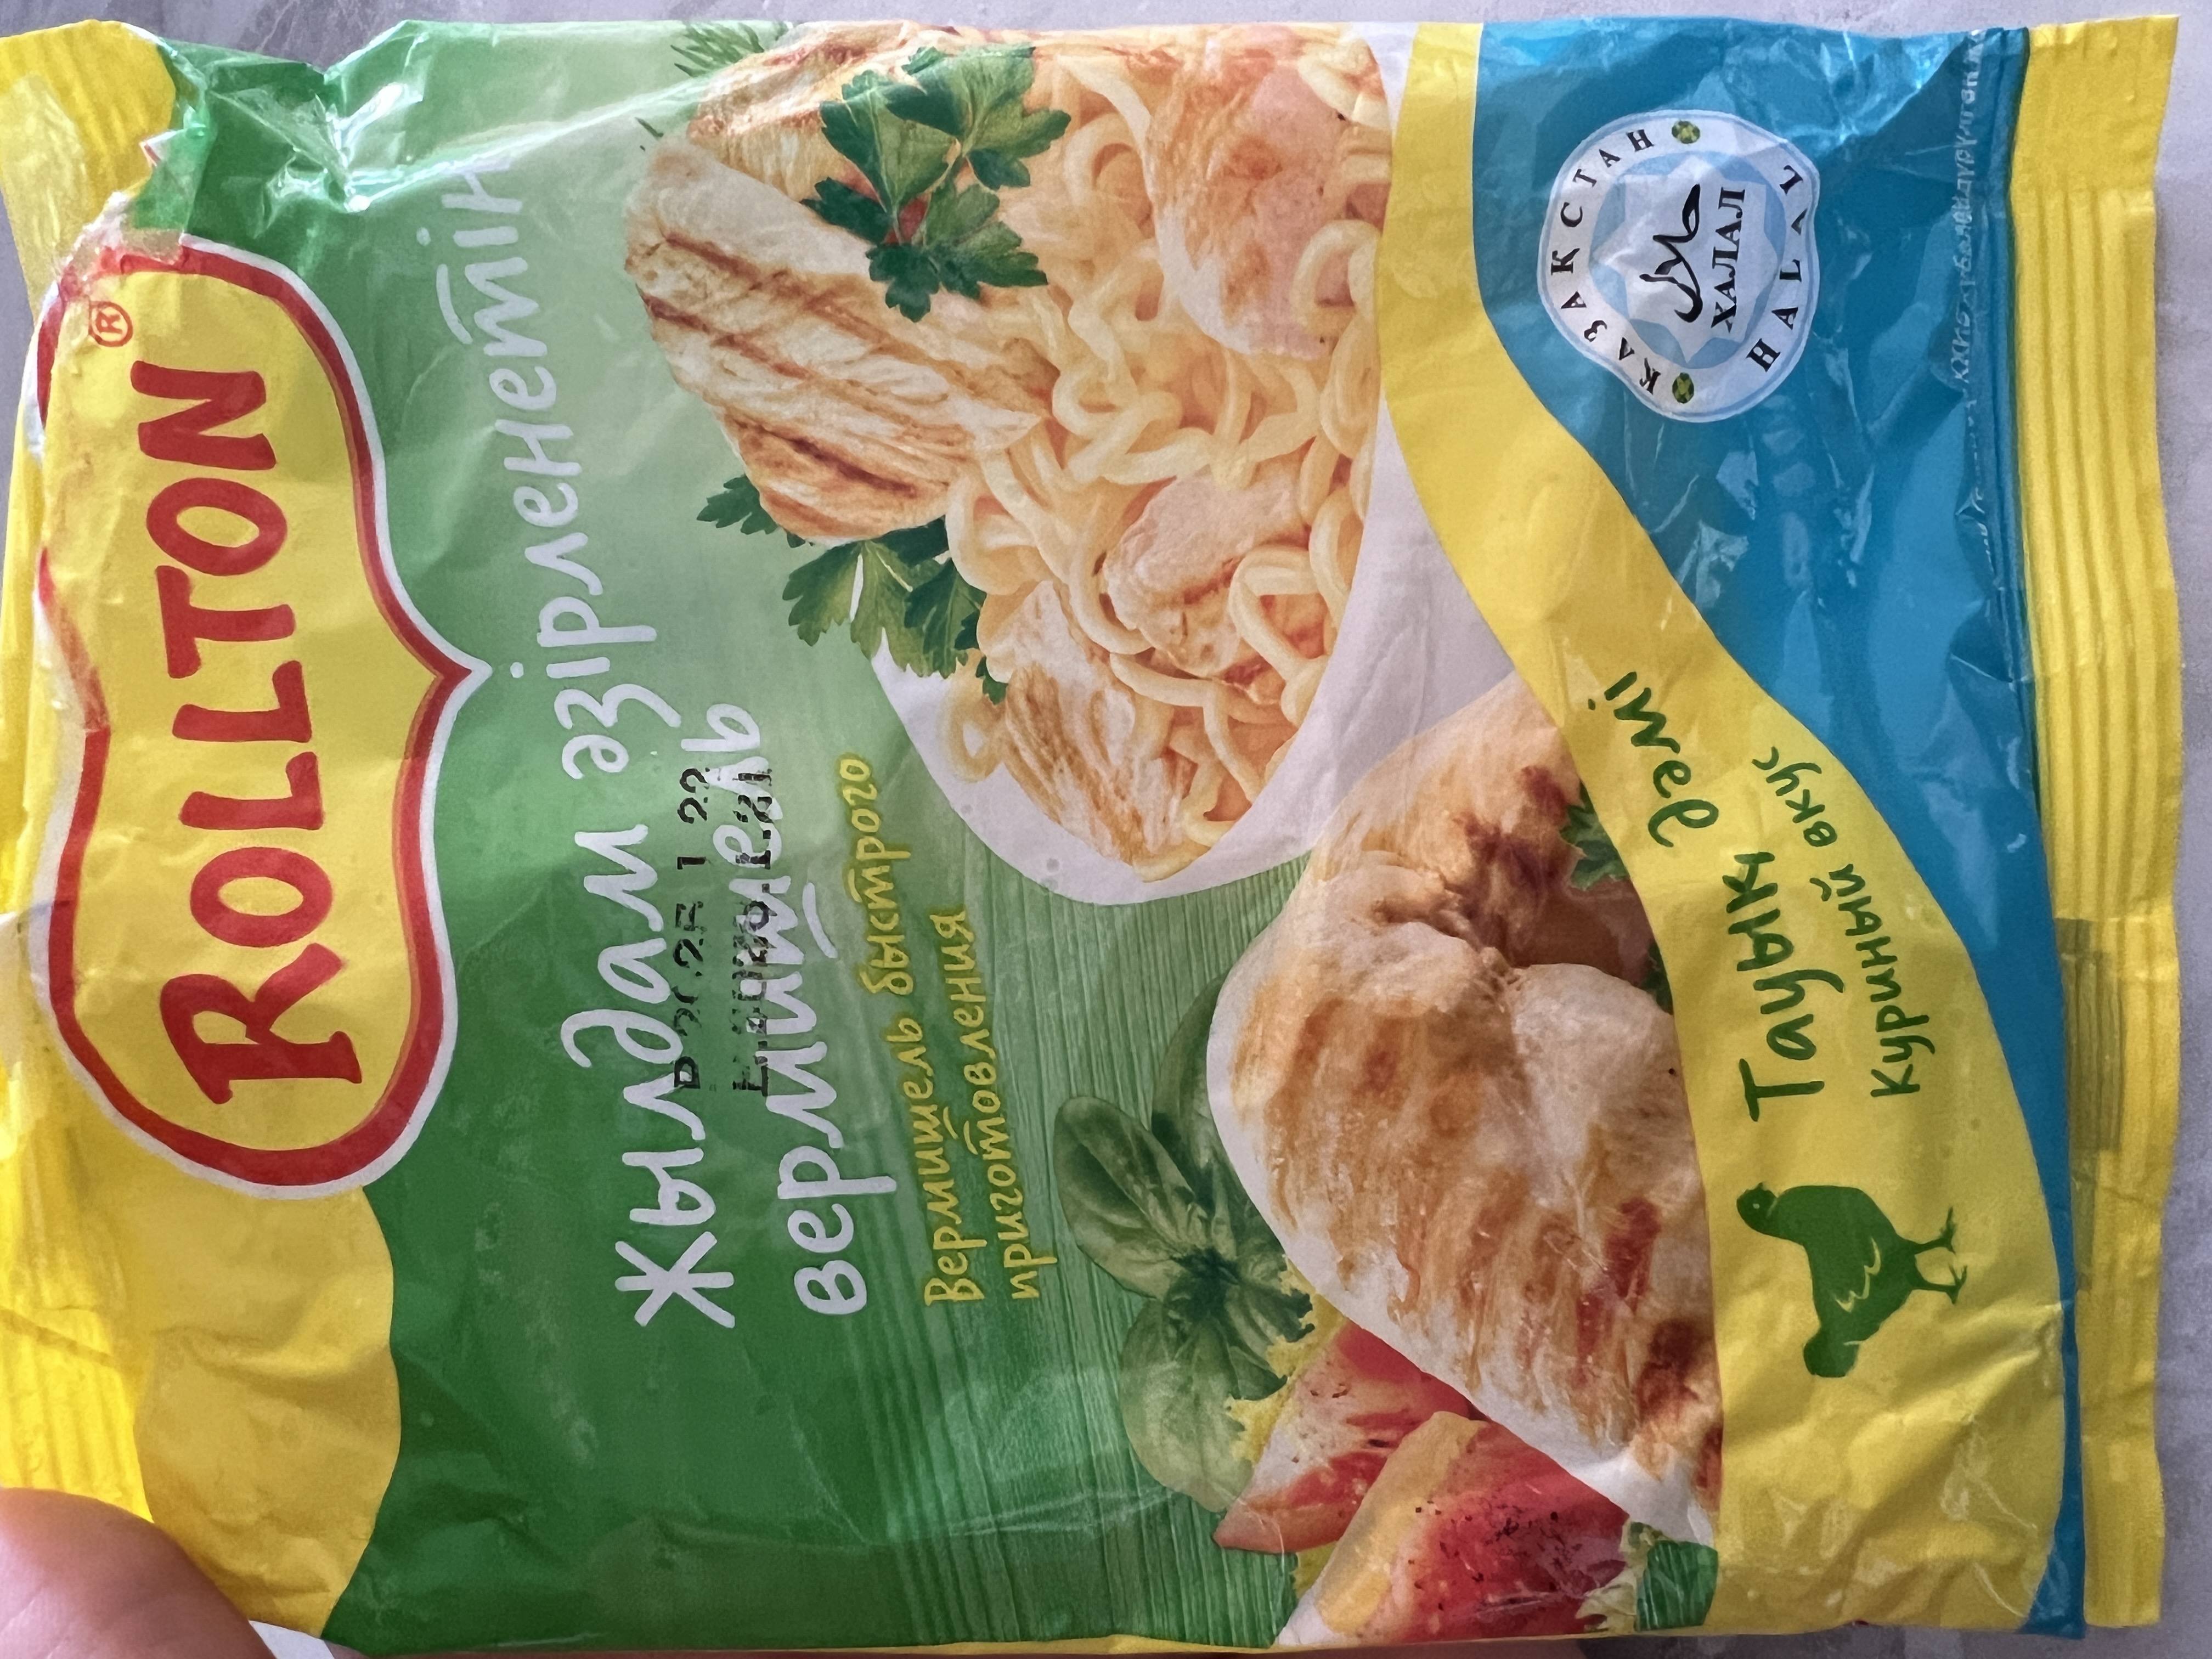 ROLLTON®
Жылдам әзірленетін
вермишель
Вермишель быстрого
приготовления
Тауық дәмі
Куриный вкус
КАЗАКСТАН
ХАЛАЛ
HALAL